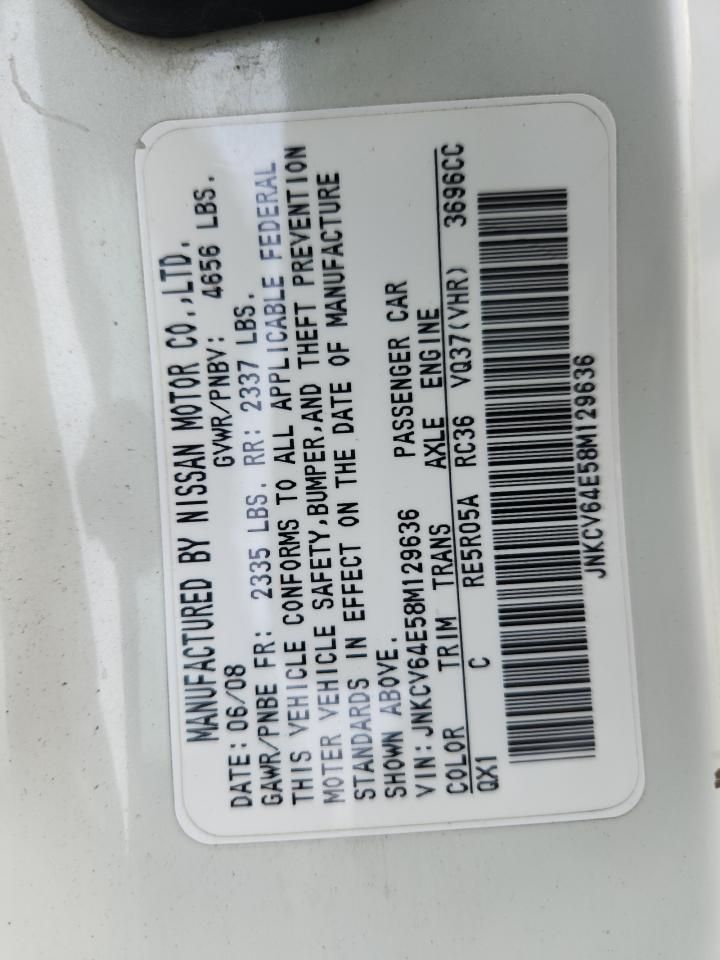 MANUFACTURED BY NISSAN MOTOR CO.,LTD.
DATE: 06/08 GVWR/PNBV: 4656 LBS.
GAWR/PNBE FR: 2335 LBS. RR: 2337 LBS.
THIS VEHICLE CONFORMS TO ALL APPLICABLE FEDERAL
MOTER VEHICLE SAFETY,BUMPER,AND THEFT PREVENTION
STANDARDS IN EFFECT ON THE DATE OF MANUFACTURE
SHOWN ABOVE.
VIN: JNKCV64E58M129636 PASSENGER CAR
COLOR TRIM TRANS AXLE ENGINE
QX1 C RE5R05A RC36 VQ37(VHR) 3696CC
JNKCV64E58M129636